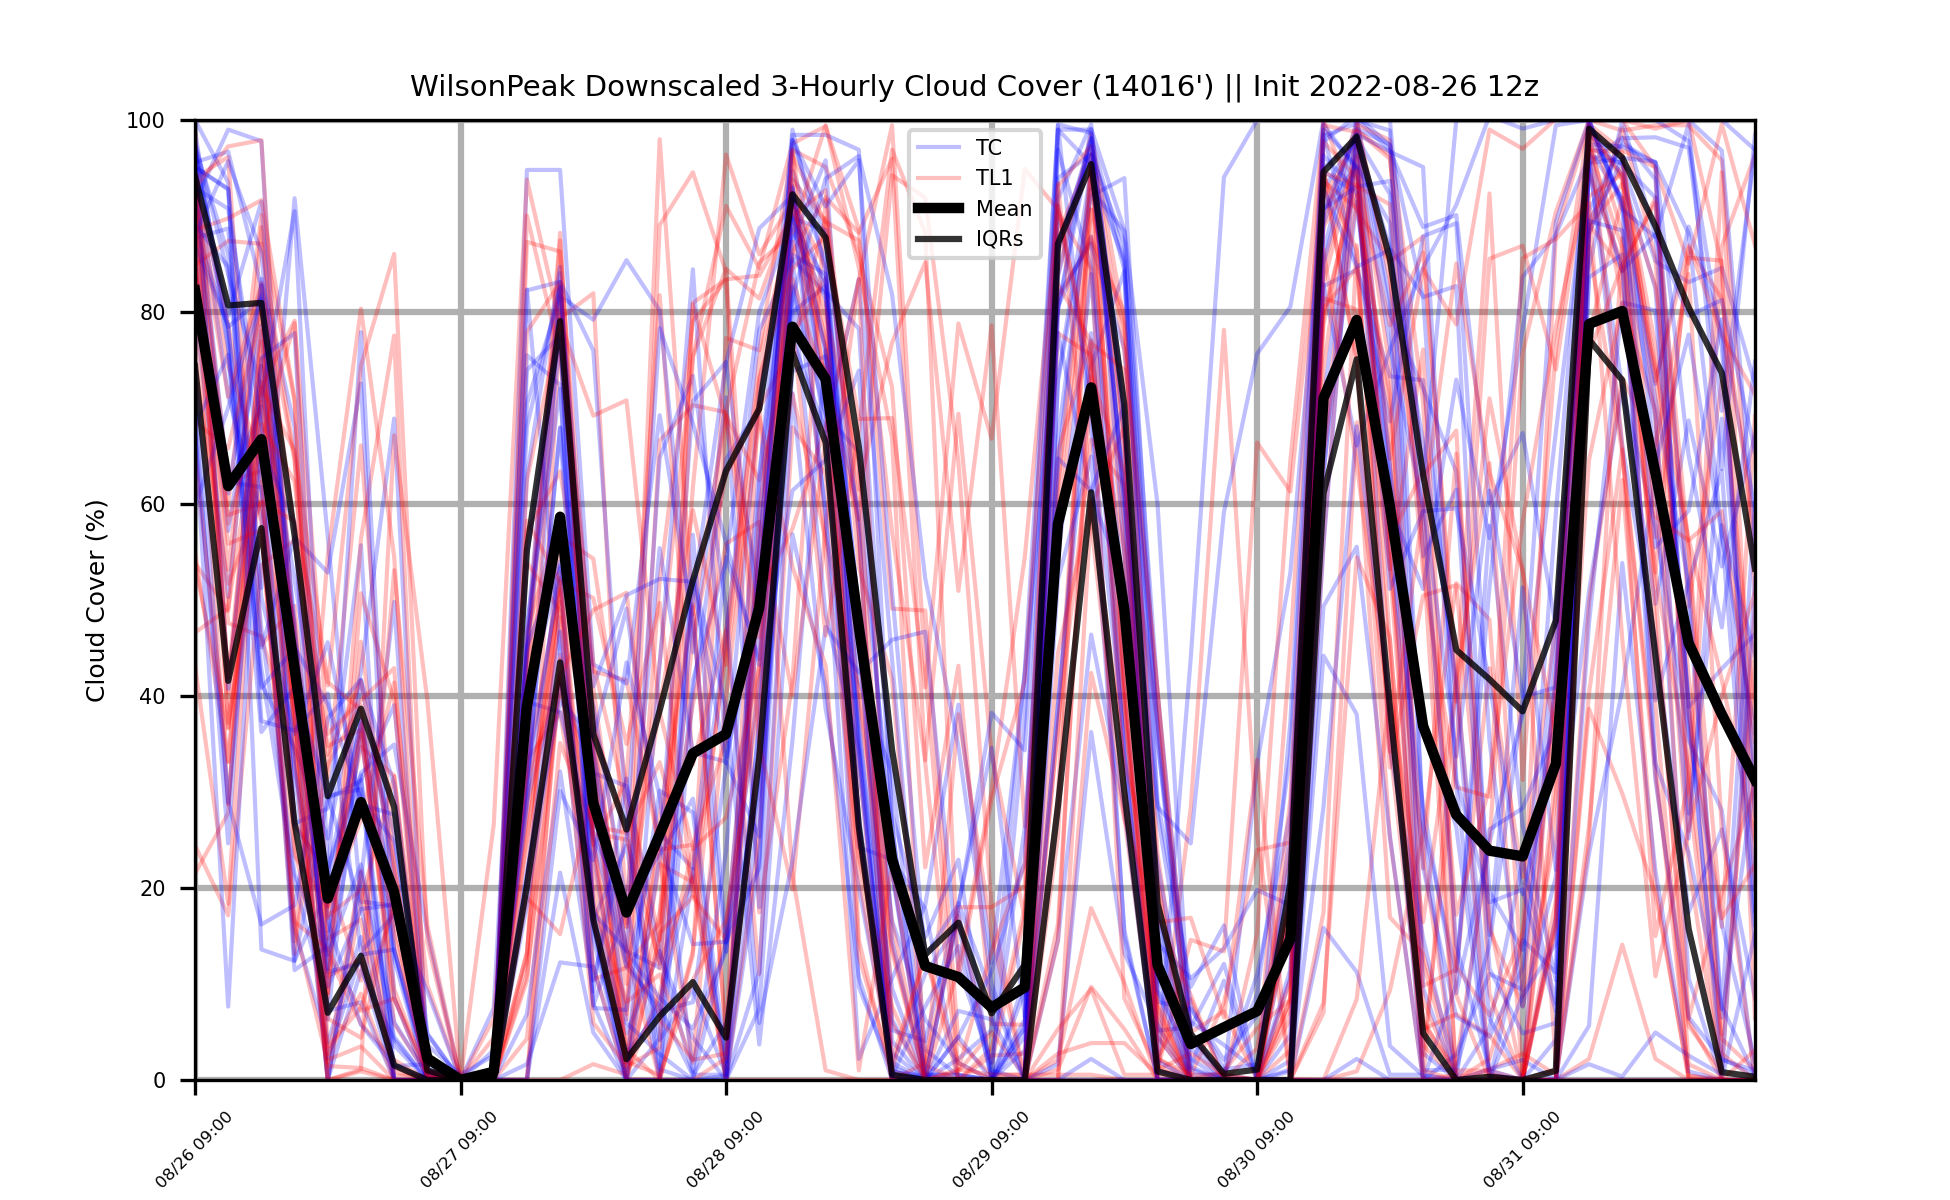 WilsonPeak Downscaled 3-Hourly Cloud Cover (14016') || Init 2022-08-26 12z
TC
TL1
Mean
IQRs
Cloud Cover (%)
100
80
60
40
20
0
08/26 09:00
08/27 09:00
08/28 09:00
08/29 09:00
08/30 09:00
08/31 09:00